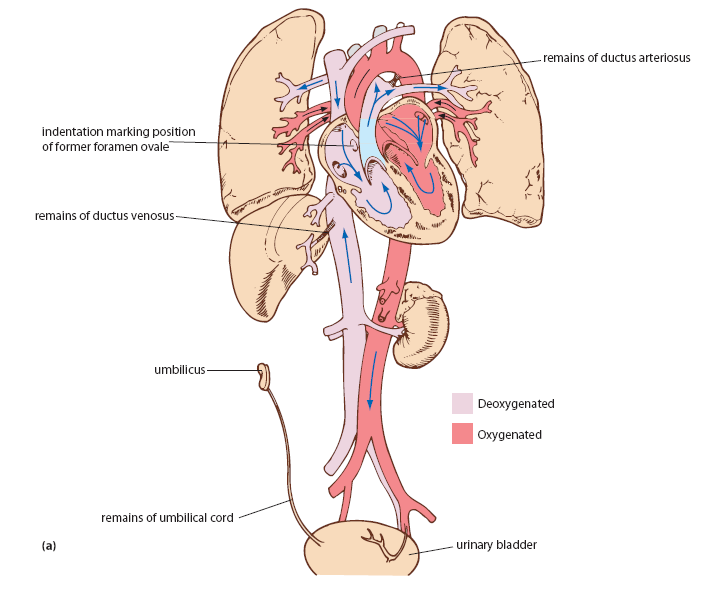 remains of ductus arteriosus
indentation marking position
of former foramen ovale
remains of ductus venosus
umbilicus
Deoxygenated
Oxygenated
remains of umbilical cord
(a)
urinary bladder